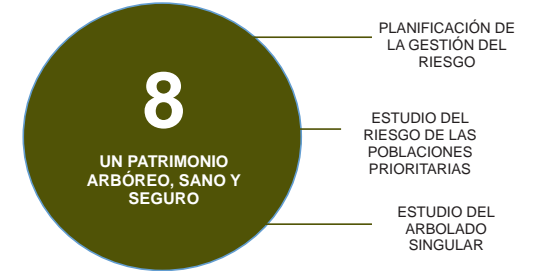 8
UN PATRIMONIO
ARBÓREO, SANO Y
SEGURO
PLANIFICACIÓN DE
LA GESTIÓN DEL
RIESGO
ESTUDIO DEL
RIESGO DE LAS
POBLACIONES
PRIORITARIAS
ESTUDIO DEL
ARBOLADO
SINGULAR